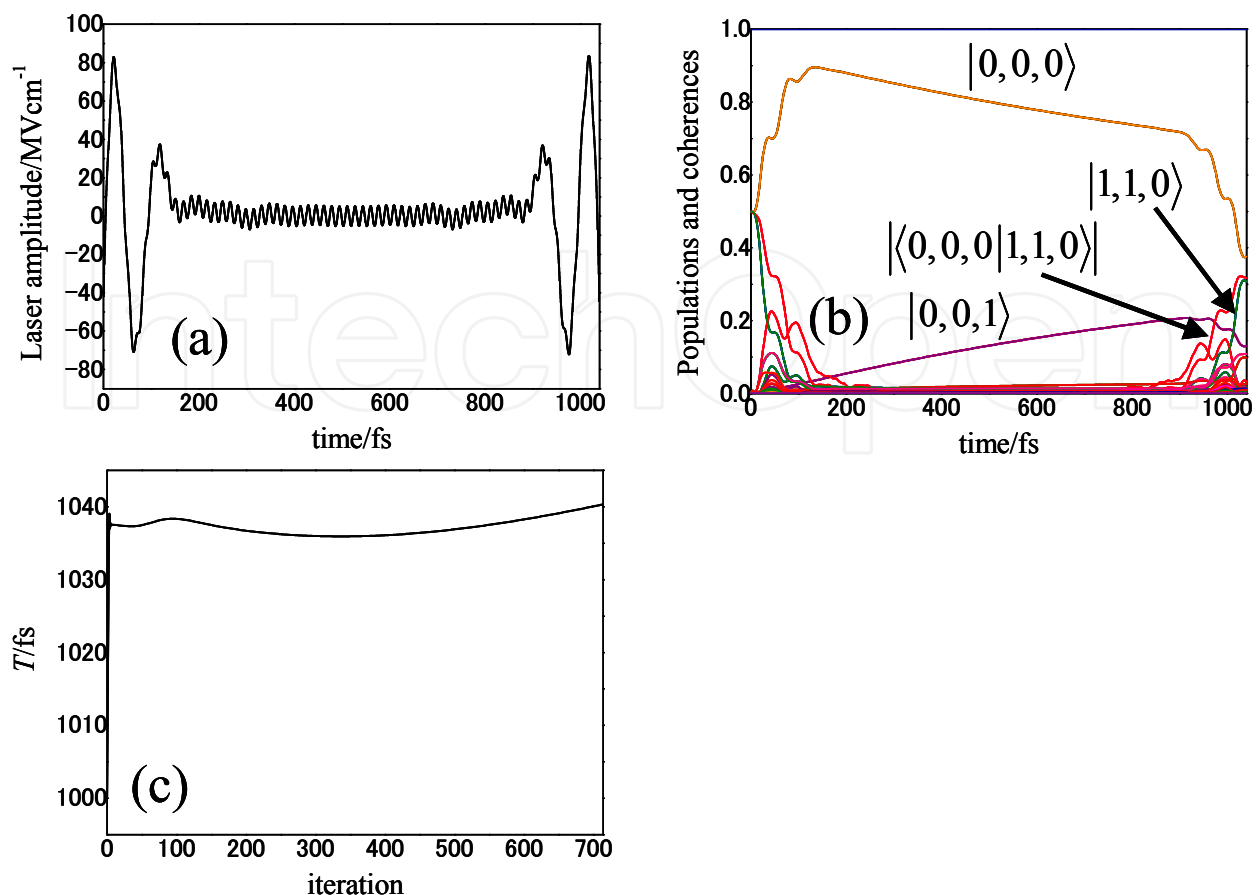 100
80
60
40
20
0
−20
−40
−60
−80
Laser amplitude/MVcm⁻¹
(a)
0 200 400 600 800 1000
time/fs
1.0
0.8
0.6
0.4
0.2
0.0
Populations and coherences
|0,0,0⟩
|1,1,0⟩
|⟨0,0,0|1,1,0⟩|
|0,0,1⟩
(b)
0 200 400 600 800 1000
time/fs
1040
1030
1020
1010
1000
T/fs
(c)
0 100 200 300 400 500 600 700
iteration